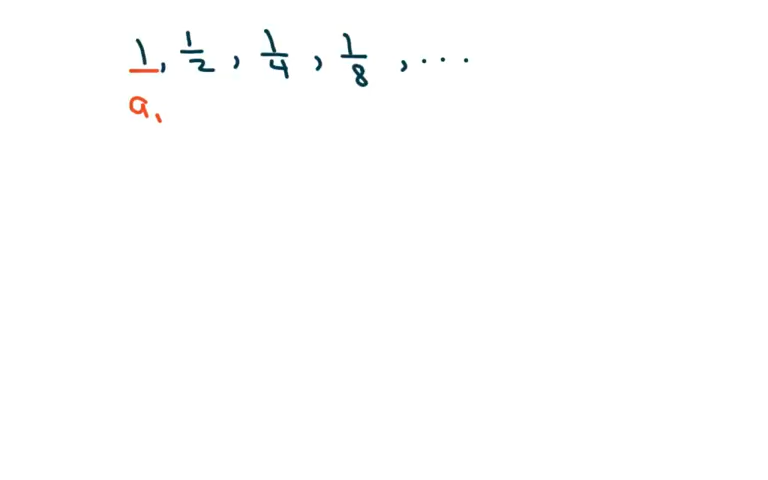 1, 1/2, 1/4, 1/8, ...
a₁